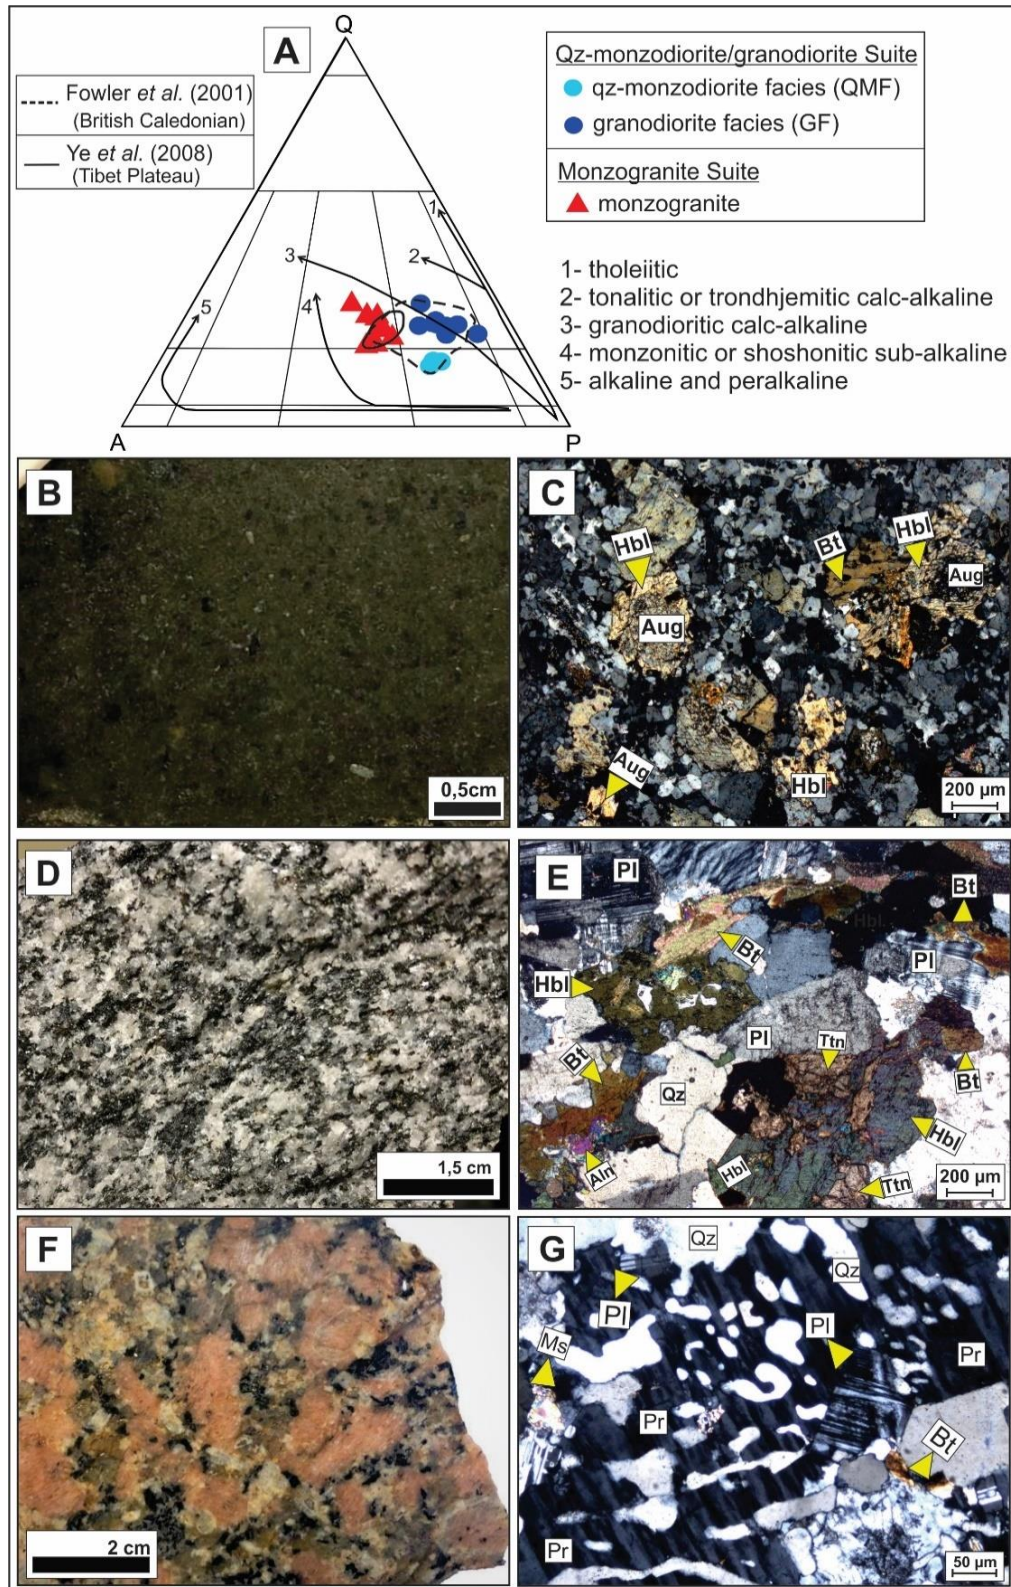 A
Q
Fowler et al. (2001)
(British Caledonian)
Ye et al. (2008)
(Tibet Plateau)
Qz-monzodiorite/granodiorite Suite
qz-monzodiorite facies (QMF)
granodiorite facies (GF)
Monzogranite Suite
monzogranite
1
2
3
4
5
A
P
1- tholeiitic
2- tonalitic or trondhjemitic calc-alkaline
3- granodioritic calc-alkaline
4- monzonitic or shoshonitic sub-alkaline
5- alkaline and peralkaline
B
0,5cm
C
Hbl
Bt
Hbl
Aug
Aug
Aug
Hbl
200 µm
D
1,5 cm
E
Pl
Bt
Hbl
Bt
Pl
Hbl
Pl
Ttn
Bt
Qz
Bt
Hbl
Aln
Hbl
Ttn
200 µm
F
2 cm
G
Qz
Qz
Pl
Pl
Ms
Pr
Pr
Bt
Pr
50 µm